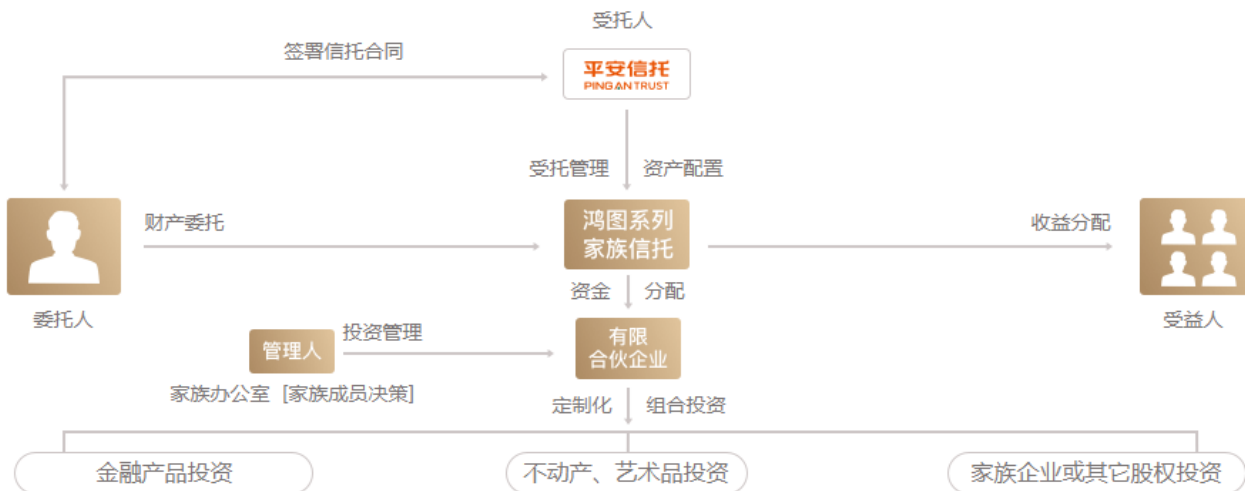 受托人
签署信托合同
平安信托
PINGAN TRUST
受托管理 资产配置
财产委托
鸿图系列
家族信托
收益分配
委托人
资金 分配
受益人
管理人
投资管理
有限
合伙企业
家族办公室 [家族成员决策]
定制化 组合投资
金融产品投资
不动产、艺术品投资
家族企业或其它股权投资